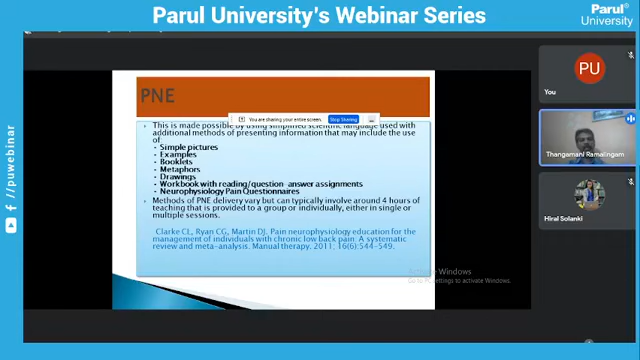 Parul University's Webinar Series
Parul®
University
/puwebinar
PNE
You are sharing your entire screen.
Stop Sharing
This is made possible by using simplified scientific language used with
additional methods of presenting information that may include the use
of
- Simple pictures
- Examples
- Booklets
- Metaphors
- Drawings
- Workbook with reading/question-answer assignments
- Neurophysiology Pain Questionnaires
Methods of PNE delivery vary but can typically involve around 4 hours of
teaching that is provided to a group or individually, either in single or
multiple sessions.
Clarke CL, Ryan CG, Martin DJ. Pain neurophysiology education for the
management of individuals with chronic low back pain. A systematic
review and meta-analysis. Manual therapy. 2011; 16(6):544-549.
Activate Windows
Go to PC settings to activate Windows.
PU
You
Thangamani Ramalingam
Hiral Solanki